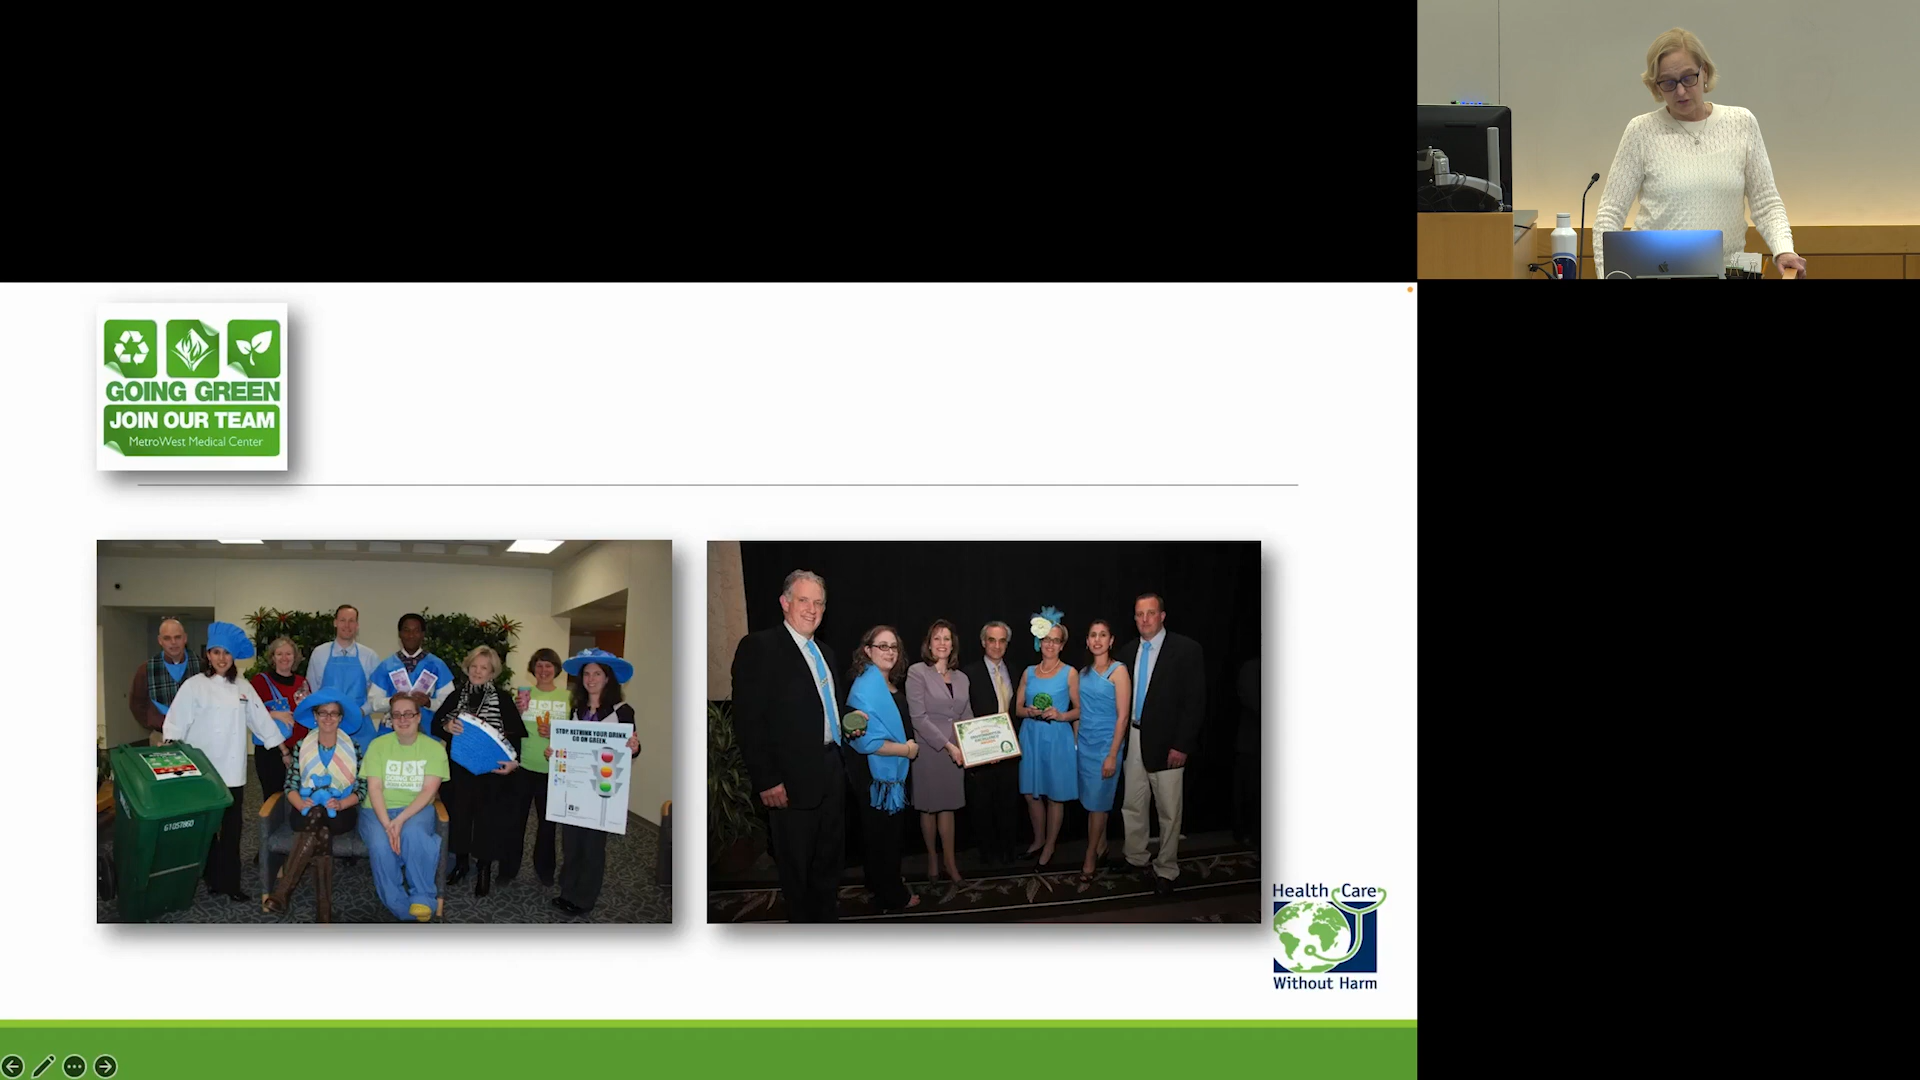 GOING GREEN
JOIN OUR TEAM
MetroWest Medical Center
STOP. RETHINK YOUR DRINK.
GO ON GREEN.
GOING GREEN
Health Care
Without Harm